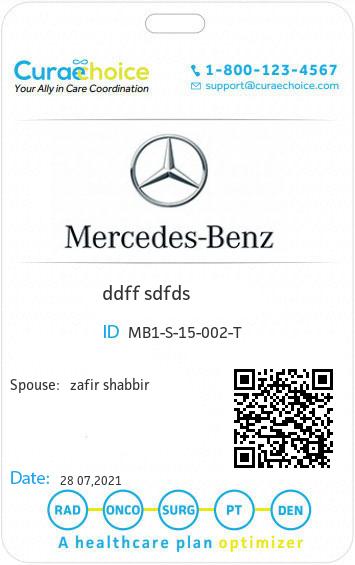 Curaechoice
Your Ally in Care Coordination
1-800-123-4567
support@curaechoice.com
Mercedes-Benz
ddff sdfds
ID MB1-S-15-002-T
Spouse: zafir shabbir
Date: 28 07,2021
RAD ONCO SURG PT DEN
A healthcare plan optimizer